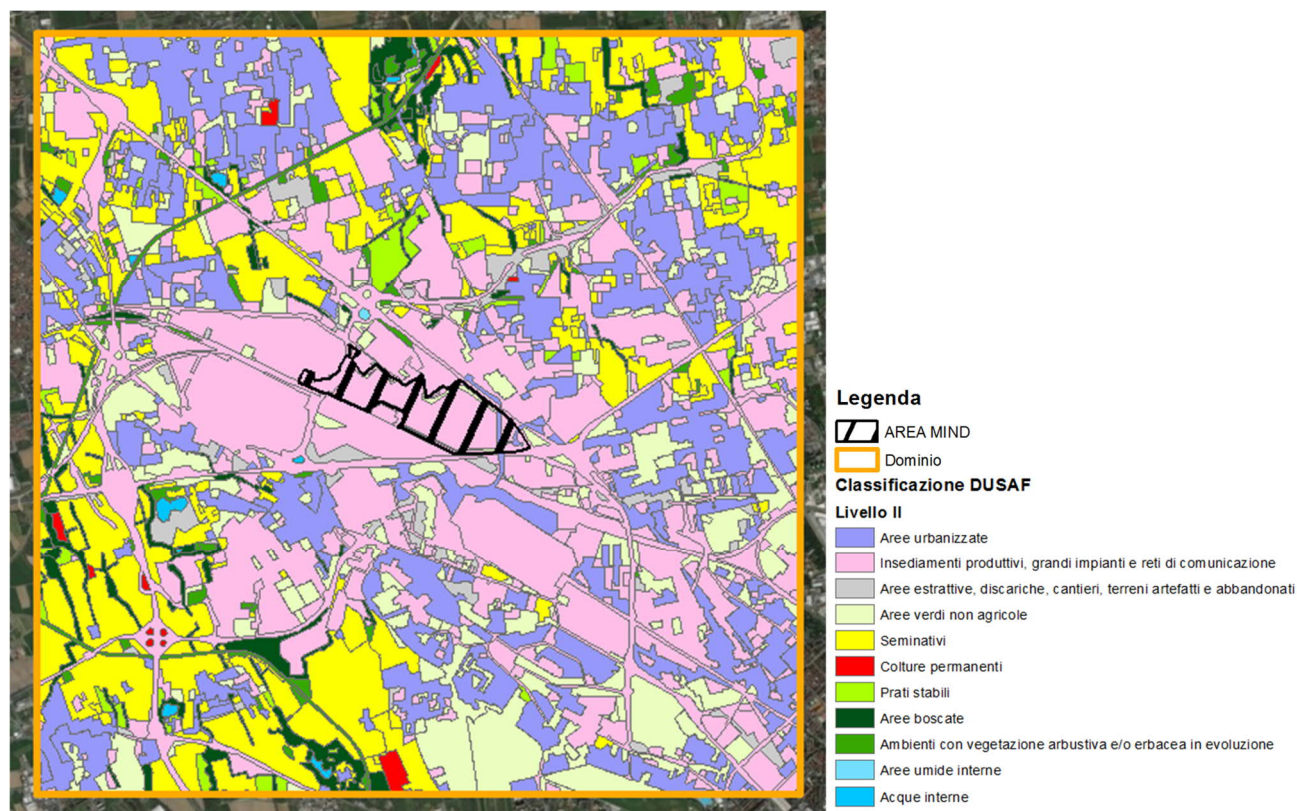 Legenda
AREA MIND
Dominio
Classificazione DUSAF
Livello II
Aree urbanizzate
Insediamenti produttivi, grandi impianti e reti di comunicazione
Aree estrattive, discariche, cantieri, terreni artefatti e abbandonati
Aree verdi non agricole
Seminativi
Colture permanenti
Prati stabili
Aree boscate
Ambienti con vegetazione arbustiva e/o erbacea in evoluzione
Aree umide interne
Acque interne